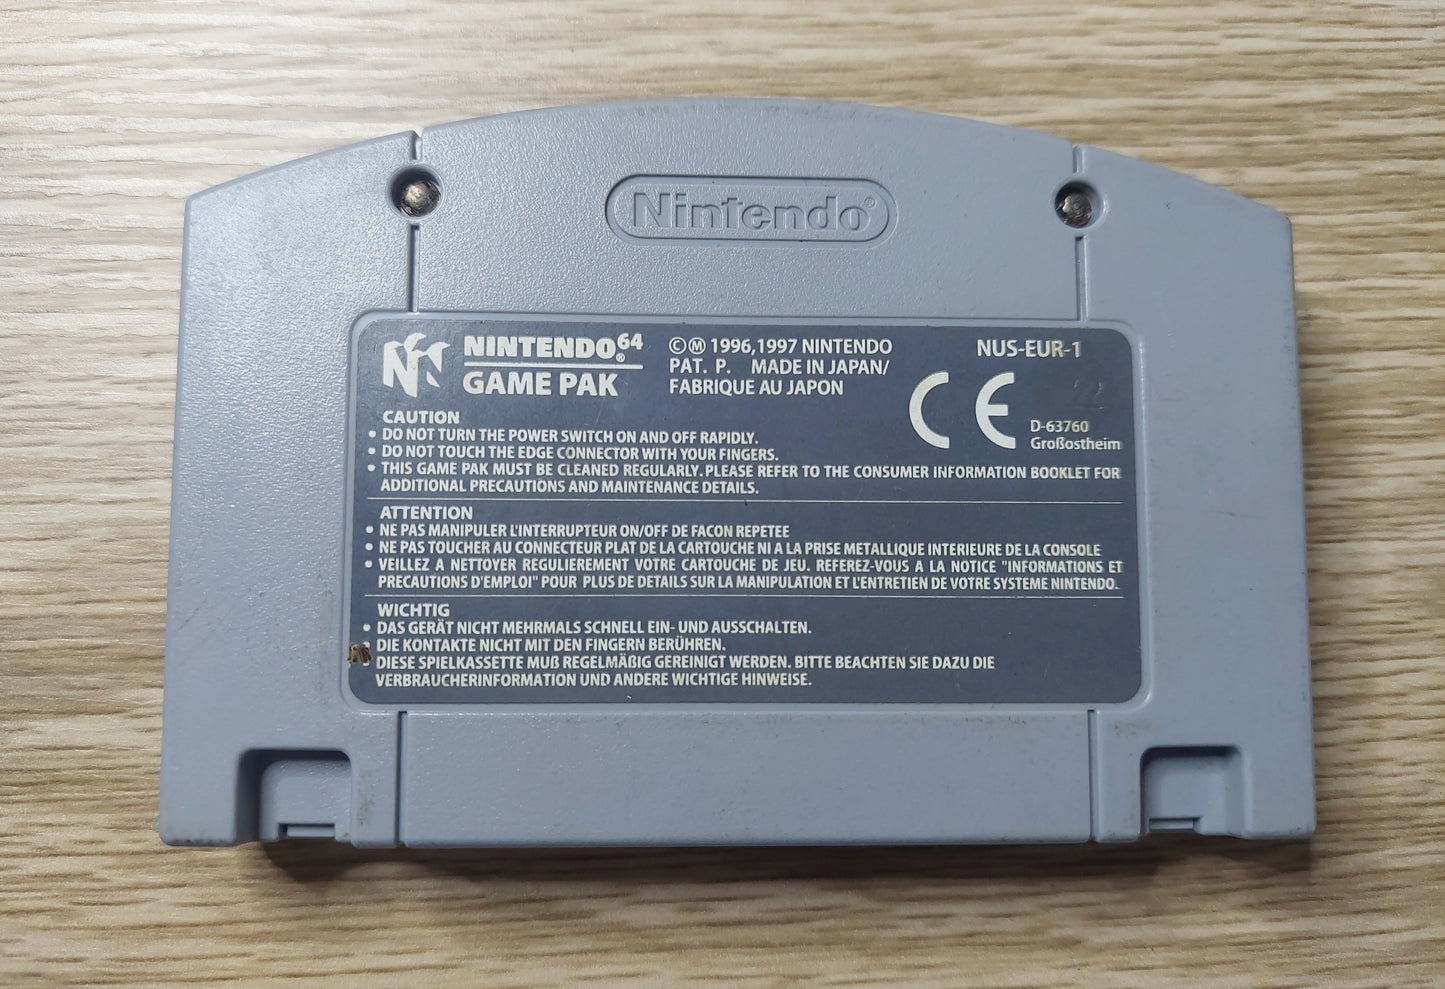 Nintendo®
NINTENDO⁶⁴®
GAME PAK
©Ⓜ 1996,1997 NINTENDO
PAT. P. MADE IN JAPAN/
FABRIQUE AU JAPON
NUS-EUR-1
CE
D-63760
Großostheim
CAUTION
• DO NOT TURN THE POWER SWITCH ON AND OFF RAPIDLY.
• DO NOT TOUCH THE EDGE CONNECTOR WITH YOUR FINGERS.
• THIS GAME PAK MUST BE CLEANED REGULARLY. PLEASE REFER TO THE CONSUMER INFORMATION BOOKLET FOR
ADDITIONAL PRECAUTIONS AND MAINTENANCE DETAILS.
ATTENTION
• NE PAS MANIPULER L'INTERRUPTEUR ON/OFF DE FACON REPETEE
• NE PAS TOUCHER AU CONNECTEUR PLAT DE LA CARTOUCHE NI A LA PRISE METALLIQUE INTERIEURE DE LA CONSOLE
• VEILLEZ A NETTOYER REGULIEREMENT VOTRE CARTOUCHE DE JEU. REFEREZ-VOUS A LA NOTICE "INFORMATIONS ET
PRECAUTIONS D'EMPLOI" POUR PLUS DE DETAILS SUR LA MANIPULATION ET L'ENTRETIEN DE VOTRE SYSTEME NINTENDO.
WICHTIG
• DAS GERÄT NICHT MEHRMALS SCHNELL EIN- UND AUSSCHALTEN.
• DIE KONTAKTE NICHT MIT DEN FINGERN BERÜHREN.
• DIESE SPIELKASSETTE MUß REGELMÄßIG GEREINIGT WERDEN. BITTE BEACHTEN SIE DAZU DIE
VERBRAUCHERINFORMATION UND ANDERE WICHTIGE HINWEISE.